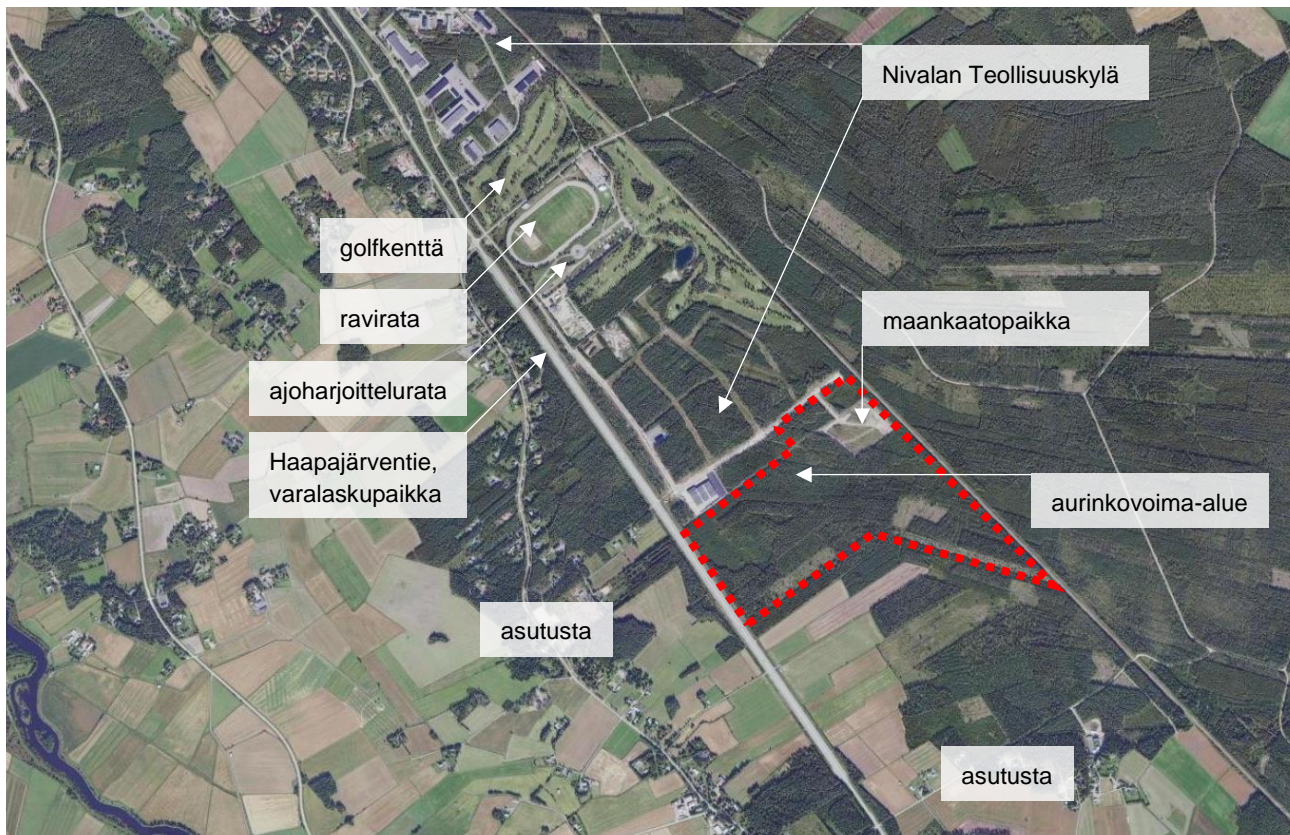 Nivalan Teollisuuskylä
golfkenttä
ravirata
maankaatopaikka
ajoharjoittelurata
Haapajärventie,
varalaskupaikka
aurinkovoima-alue
asutusta
asutusta